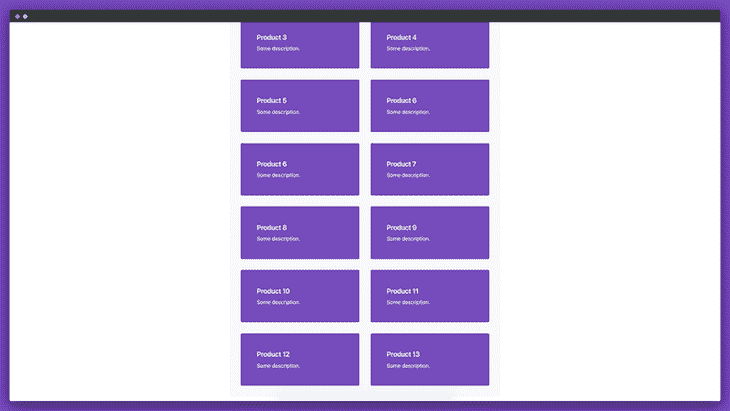 Product 3
Some description.
Product 4
Some description.
Product 5
Some description.
Product 6
Some description.
Product 6
Some description.
Product 7
Some description.
Product 8
Some description.
Product 9
Some description.
Product 10
Some description.
Product 11
Some description.
Product 12
Some description.
Product 13
Some description.